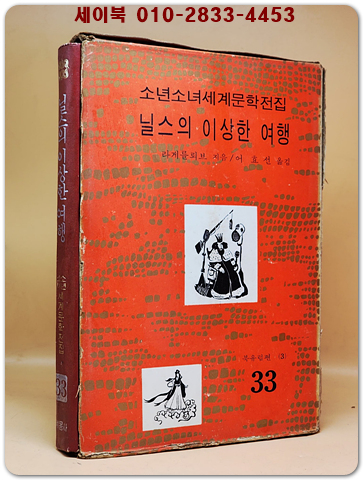 세이북 010-2833-4453
소년소녀세계문학전집
닐스의 이상한 여행
라게를뢰브 지음/어 효 선 옮김
북유럽편 (3)
33
닐스의 이상한 여행
33